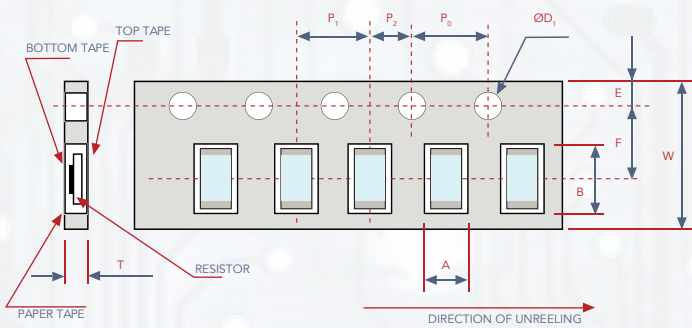 P1
P2
P0
ØD1
TOP TAPE
BOTTOM TAPE
E
F
W
B
T
A
RESISTOR
PAPER TAPE
DIRECTION OF UNREELING